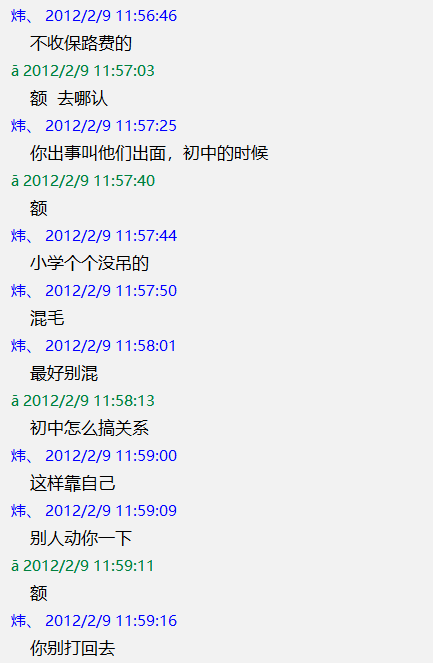 炜、 2012/2/9 11:56:46
不收保路费的
ā 2012/2/9 11:57:03
额 去哪认
炜、 2012/2/9 11:57:25
你出事叫他们出面，初中的时候
ā 2012/2/9 11:57:40
额
炜、 2012/2/9 11:57:44
小学个个没吊的
炜、 2012/2/9 11:57:50
混毛
炜、 2012/2/9 11:58:01
最好别混
ā 2012/2/9 11:58:13
初中怎么搞关系
炜、 2012/2/9 11:59:00
这样靠自己
炜、 2012/2/9 11:59:09
别人动你一下
ā 2012/2/9 11:59:11
额
炜、 2012/2/9 11:59:16
你别打回去